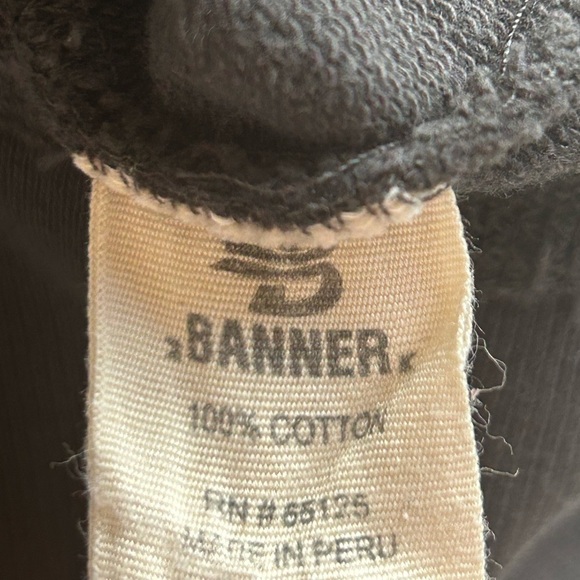 BANNER
100% COTTON
RN # 65125
MADE IN PERU